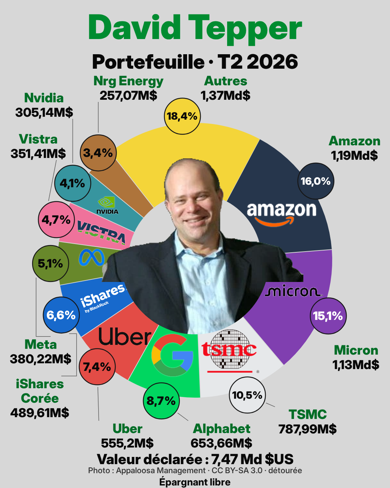 David Tepper
Portefeuille · T2 2026
Nrg Energy
257,07M$
Autres
1,37Md$
Nvidia
305,14M$
Vistra
351,41M$
Amazon
1,19Md$
18,4%
3,4%
4,1%
4,7%
5,1%
6,6%
7,4%
8,7%
10,5%
15,1%
16,0%
nVIDIA
VISTRA
iShares
by BlackRock
Uber
tsmc
micron
amazon
Meta
380,22M$
iShares
Corée
489,61M$
Uber
555,2M$
Alphabet
653,66M$
TSMC
787,99M$
Micron
1,13Md$
Valeur déclarée : 7,47 Md $US
Photo : Appaloosa Management · CC BY-SA 3.0 · détourée
Épargnant libre